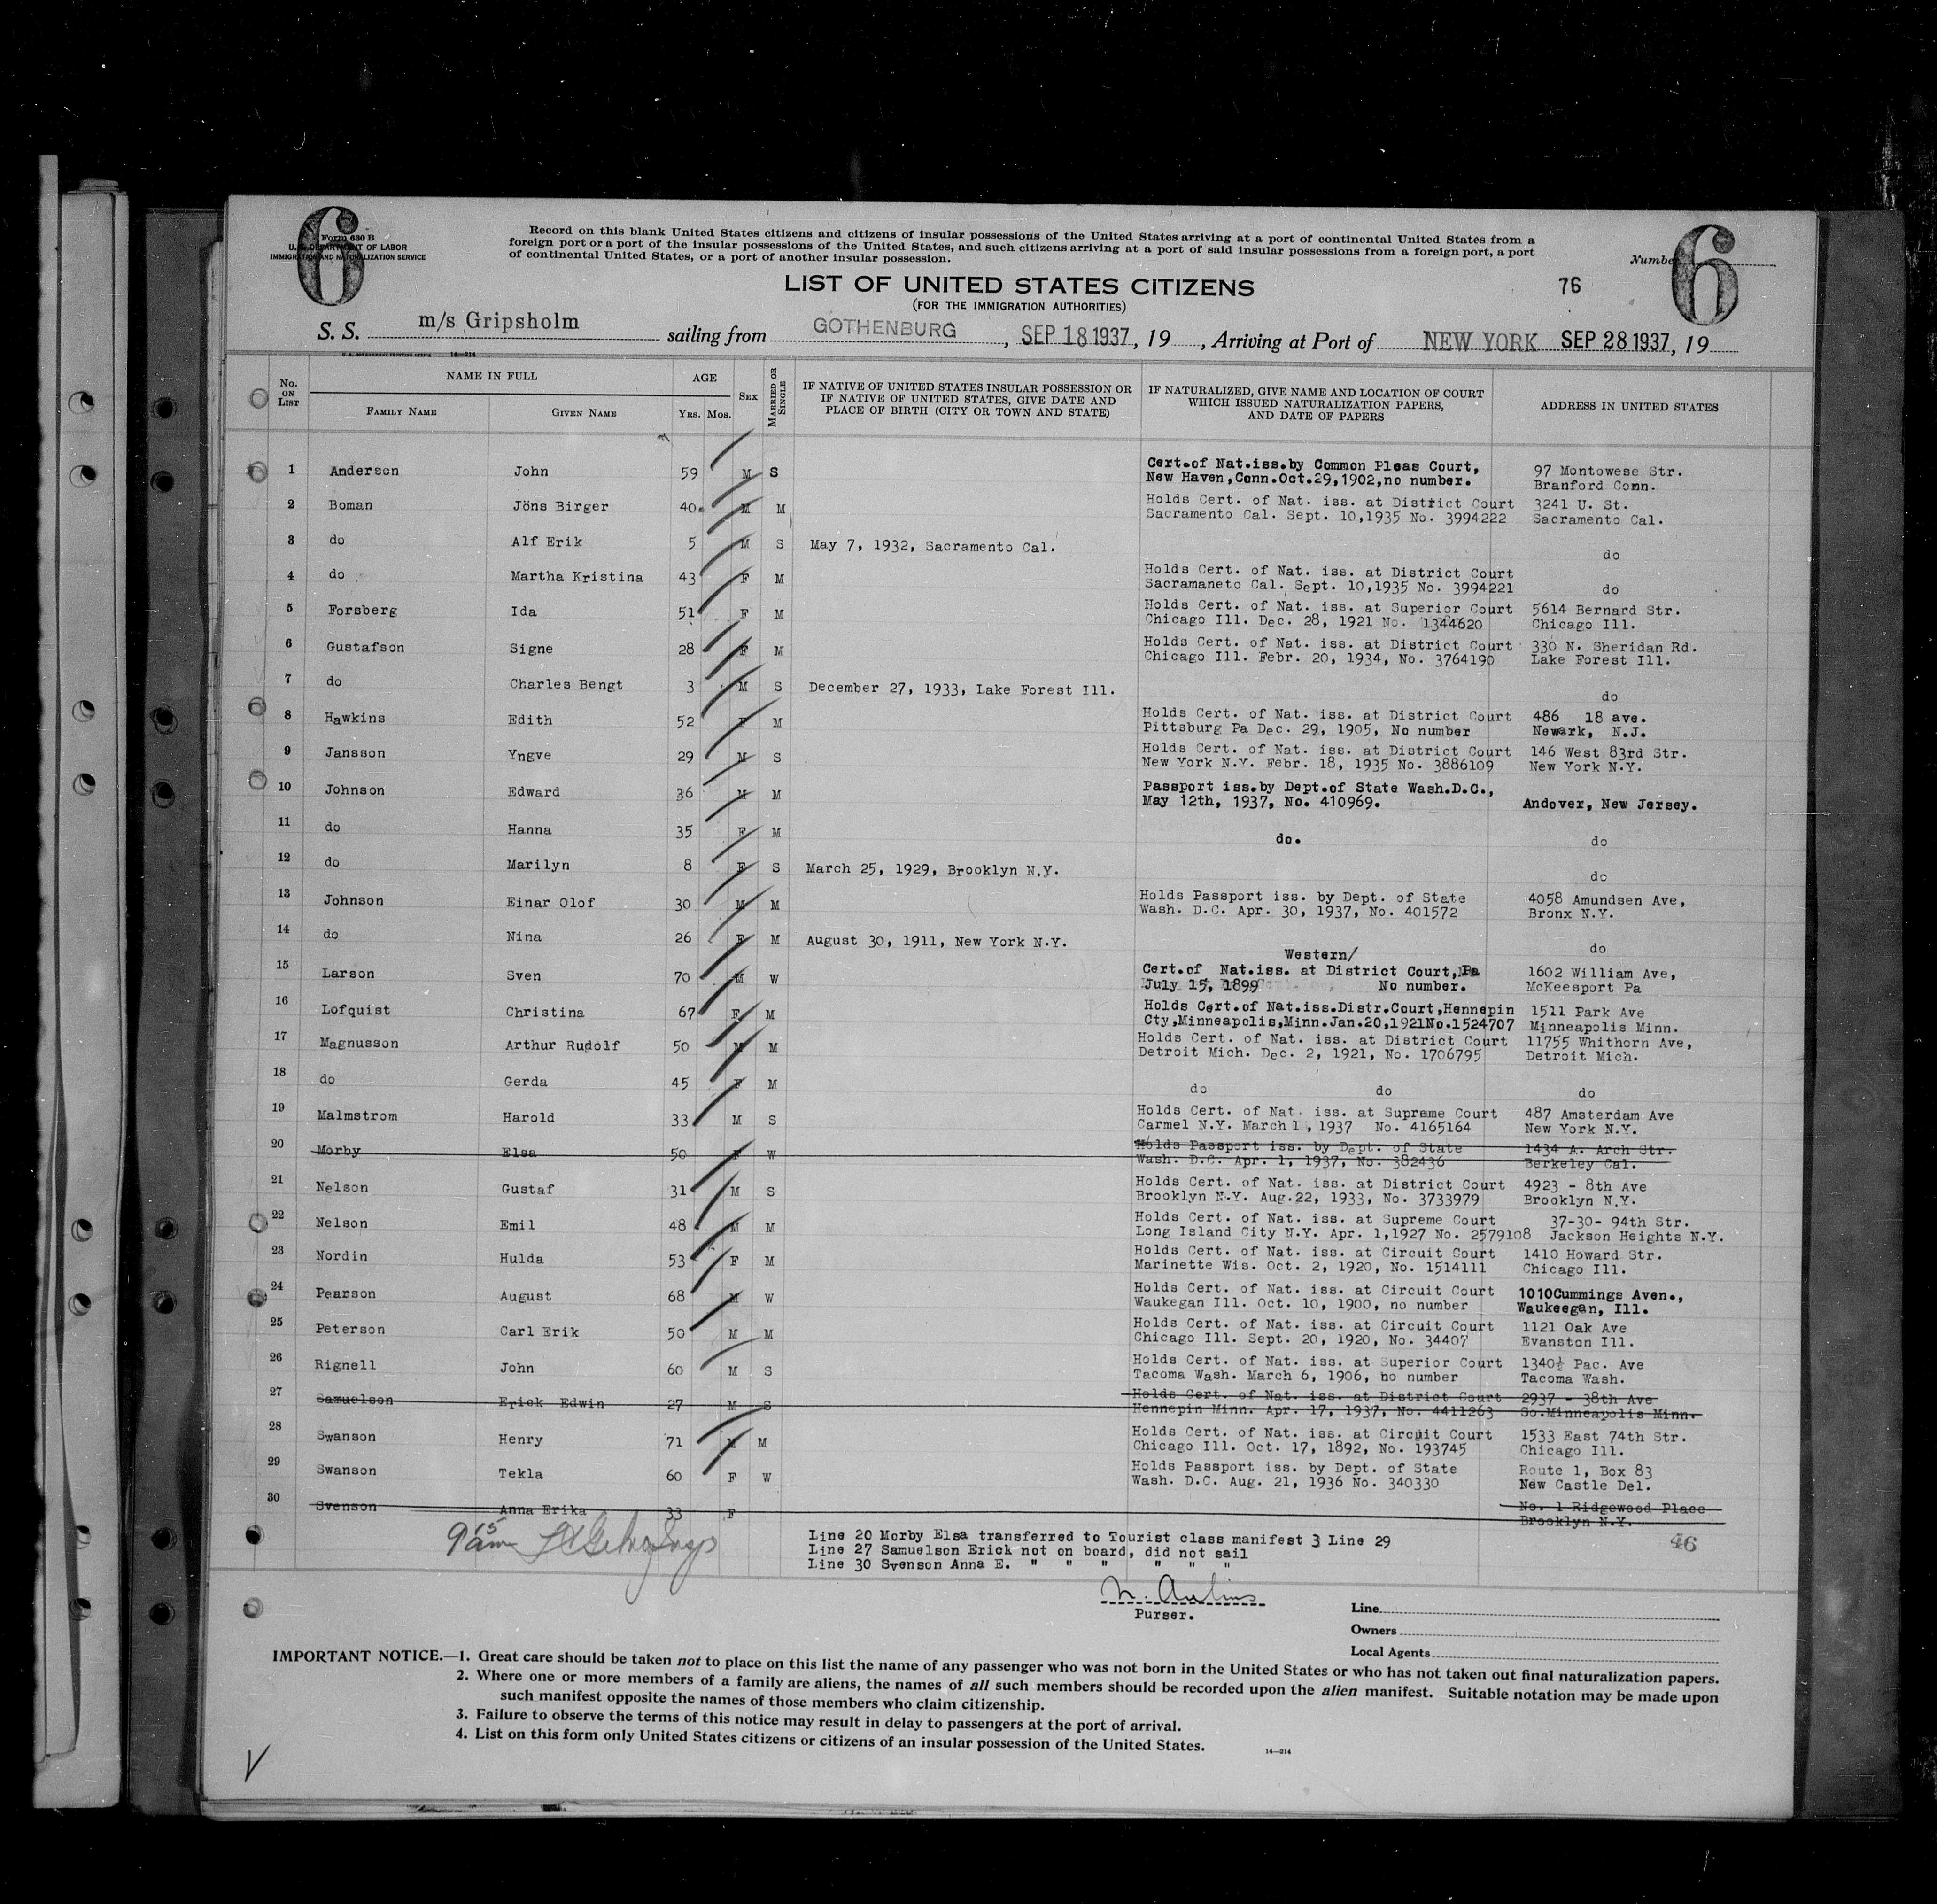 6
Form 630 B
U. S. DEPARTMENT OF LABOR
IMMIGRATION AND NATURALIZATION SERVICE
Record on this blank United States citizens and citizens of insular possessions of the United States arriving at a port of continental United States from a
foreign port or a port of the insular possessions of the United States, and such citizens arriving at a port of said insular possessions from a foreign port, a port
of continental United States, or a port of another insular possession.
Number
6
LIST OF UNITED STATES CITIZENS
76
(FOR THE IMMIGRATION AUTHORITIES)
S. S. m/s Gripsholm sailing from GOTHENBURG, SEP 18 1937, 19 , Arriving at Port of NEW YORK SEP 28 1937, 19
No. ON LIST
NAME IN FULL
FAMILY NAME
GIVEN NAME
AGE
YRS. MOS.
SEX
MARRIED OR SINGLE
IF NATIVE OF UNITED STATES INSULAR POSSESSION OR
IF NATIVE OF UNITED STATES, GIVE DATE AND
PLACE OF BIRTH (CITY OR TOWN AND STATE)
IF NATURALIZED, GIVE NAME AND LOCATION OF COURT
WHICH ISSUED NATURALIZATION PAPERS,
AND DATE OF PAPERS
ADDRESS IN UNITED STATES
1 Anderson John 59 M S Cert.of Nat.iss.by Common Pleas Court, 97 Montowese Str.
New Haven,Conn.Oct.29,1902,no number. Branford Conn.
2 Boman Jöns Birger 40 M M Holds Cert. of Nat. iss. at District Court 3241 U. St.
Sacramento Cal. Sept. 10,1935 No. 3994222 Sacramento Cal.
3 do Alf Erik 5 M S May 7, 1932, Sacramento Cal. do
4 do Martha Kristina 43 F M Holds Cert. of Nat. iss. at District Court
Sacramaneto Cal. Sept. 10,1935 No. 3994221 do
5 Forsberg Ida 51 F M Holds Cert. of Nat. iss. at Superior Court 5614 Bernard Str.
Chicago Ill. Dec. 28, 1921 No. 1344620 Chicago Ill.
6 Gustafson Signe 28 F M Holds Cert. of Nat. iss. at District Court 330 N. Sheridan Rd.
Chicago Ill. Febr. 20, 1934, No. 3764190 Lake Forest Ill.
7 do Charles Bengt 3 M S December 27, 1933, Lake Forest Ill. do
8 Hawkins Edith 52 F M Holds Cert. of Nat. iss. at District Court 486 18 ave.
Pittsburg Pa Dec. 29, 1905, No number Newark, N.J.
9 Jansson Yngve 29 M S Holds Cert. of Nat. iss. at District Court 146 West 83rd Str.
New York N.Y. Febr. 18, 1935 No. 3886109 New York N.Y.
10 Johnson Edward 36 M M Passport iss.by Dept.of State Wash.D.C.,
May 12th, 1937, No. 410969. Andover, New Jersey.
11 do Hanna 35 F M do. do
12 do Marilyn 8 F S March 25, 1929, Brooklyn N.Y. do
13 Johnson Einar Olof 30 M M Holds Passport iss. by Dept. of State 4058 Amundsen Ave,
Wash. D.C. Apr. 30, 1937, No. 401572 Bronx N.Y.
14 do Nina 26 F M August 30, 1911, New York N.Y. do
Western/
15 Larson Sven 70 M W Cert.of Nat.iss. at District Court, Pa 1602 William Ave,
July 15, 1899 No number. McKeesport Pa
16 Lofquist Christina 67 F M Holds Cert.of Nat.iss.Distr.Court,Hennepin 1511 Park Ave
Cty,Minneapolis,Minn.Jan.20,1921No.1524707 Minneapolis Minn.
17 Magnusson Arthur Rudolf 50 M M Holds Cert. of Nat. iss. at District Court 11755 Whithorn Ave,
Detroit Mich. Dec. 2, 1921, No. 1706795 Detroit Mich.
18 do Gerda 45 F M do do do
19 Malmstrom Harold 33 M S Holds Cert. of Nat. iss. at Supreme Court 487 Amsterdam Ave
Carmel N.Y. March 1, 1937 No. 4165164 New York N.Y.
20 Morby Elsa 50 F W Holds Passport iss. by Dept. of State 1434 A. Arch Str.
Wash. D.C. Apr. 1, 1937, No. 382436 Berkeley Cal.
21 Nelson Gustaf 31 M S Holds Cert. of Nat. iss. at District Court 4923 - 8th Ave
Brooklyn N.Y. Aug.22, 1933, No. 3733979 Brooklyn N.Y.
22 Nelson Emil 48 M M Holds Cert. of Nat. iss. at Supreme Court 37-30- 94th Str.
Long Island City N.Y. Apr. 1,1927 No. 2579108 Jackson Heights N.Y.
23 Nordin Hulda 53 F M Holds Cert. of Nat. iss. at Circuit Court 1410 Howard Str.
Marinette Wis. Oct. 2, 1920, No. 1514111 Chicago Ill.
24 Pearson August 68 M W Holds Cert. of Nat. iss. at Circuit Court 1010Cummings Aven.,
Waukegan Ill. Oct. 10, 1900, no number Waukeegan, Ill.
25 Peterson Carl Erik 50 M M Holds Cert. of Nat. iss. at Circuit Court 1121 Oak Ave
Chicago Ill. Sept. 20, 1920, No. 34407 Evanston Ill.
26 Rignell John 60 M S Holds Cert. of Nat. iss. at Superior Court 1340½ Pac. Ave
Tacoma Wash. March 6, 1906, no number Tacoma Wash.
27 Samuelson Erick Edwin 27 M S Holds Cert. of Nat. iss. at District Court 2937 - 38th Ave
Hennepin Minn. Apr. 17, 1937, No. 4411263 So.Minneapolis Minn.
28 Swanson Henry 71 M M Holds Cert. of Nat. iss. at Circuit Court 1533 East 74th Str.
Chicago Ill. Oct. 17, 1892, No. 193745 Chicago Ill.
29 Swanson Tekla 60 F W Holds Passport iss. by Dept. of State Route 1, Box 83
Wash. D.C. Aug. 21, 1936 No. 340330 New Castle Del.
30 Svenson Anna Erika 33 F No. 1 Ridgewood Place
Brooklyn N.Y.
9 15 am
Line 20 Morby Elsa transferred to Tourist class manifest 3 Line 29
Line 27 Samuelson Erick not on board, did not sail
Line 30 Svenson Anna E. " " " " " "
46
Purser.
Line
Owners
Local Agents
IMPORTANT NOTICE.—1. Great care should be taken not to place on this list the name of any passenger who was not born in the United States or who has not taken out final naturalization papers.
2. Where one or more members of a family are aliens, the names of all such members should be recorded upon the alien manifest. Suitable notation may be made upon
such manifest opposite the names of those members who claim citizenship.
3. Failure to observe the terms of this notice may result in delay to passengers at the port of arrival.
4. List on this form only United States citizens or citizens of an insular possession of the United States.
14—214